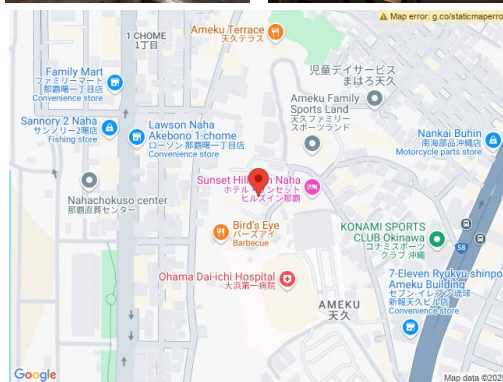 Map error: g.co/staticmaperro
1 CHOME
1丁目
Ameku Terrace
天久テラス
Family Mart
ファミリーマート
那覇曙一丁目店
Convenience store
児童デイサービス
まほろ天久
Ameku Family
Sports Land
天久ファミリー
スポーツランド
Sannory 2 Naha
サンノリー2曙店
Fishing store
Lawson Naha
Akebono 1-chome
ローソン 那覇曙一丁目店
Convenience store
Nankai Buhin
南海部品沖縄店
Motorcycle parts store
Nahachokuso center
那覇直葬センター
Sunset Hill
n Naha
ホテル
ンセット
ヒルズイン那覇
Bird's Eye
バーズアイ
Barbecue
KONAMI SPORTS
CLUB Okinawa
コナミスポーツ
クラブ 沖縄
58
Ohama Dai-ichi Hospital
大浜第一病院
7-Eleven Ryukyu-shinpo
Ameku Building
セブン-イレブン琉球
新報天久ビル店
Convenience store
AMEKU
天久
Google
Map data ©2025